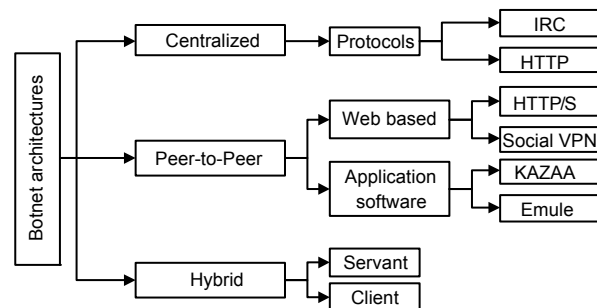 Botnet architectures
Centralized
Protocols
IRC
HTTP
Peer-to-Peer
Web based
HTTP/S
Social VPN
Application
software
KAZAA
Emule
Hybrid
Servant
Client